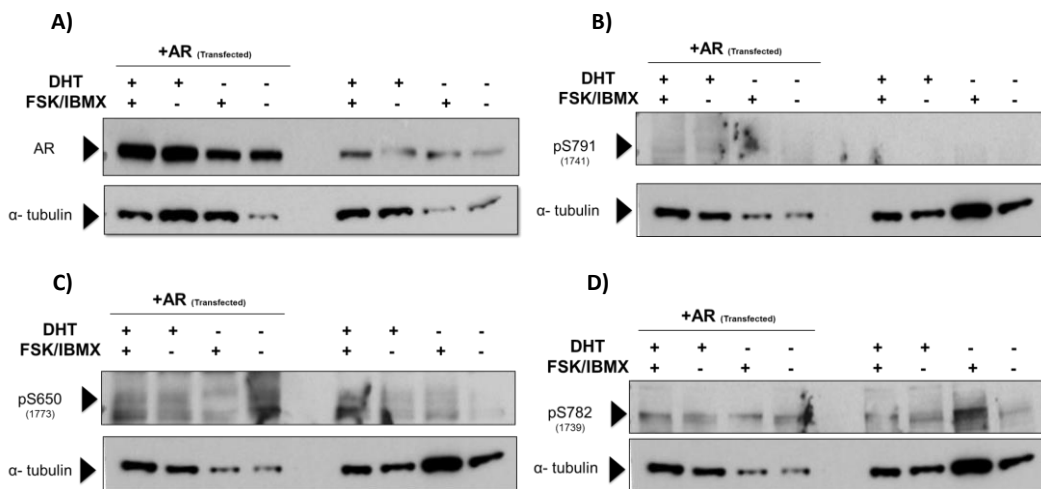 A)
+AR (Transfected)
DHT + + - - + + - -
FSK/IBMX + - + - + - + -
AR
α- tubulin
B)
+AR (Transfected)
DHT + + - - + + - -
FSK/IBMX + - + - + - + -
pS791
(1741)
α- tubulin
C)
+AR (Transfected)
DHT + + - - + + - -
FSK/IBMX + - + - + - + -
pS650
(1773)
α- tubulin
D)
+AR (Transfected)
DHT + + - - + + - -
FSK/IBMX + - + - + - + -
pS782
(1739)
α- tubulin